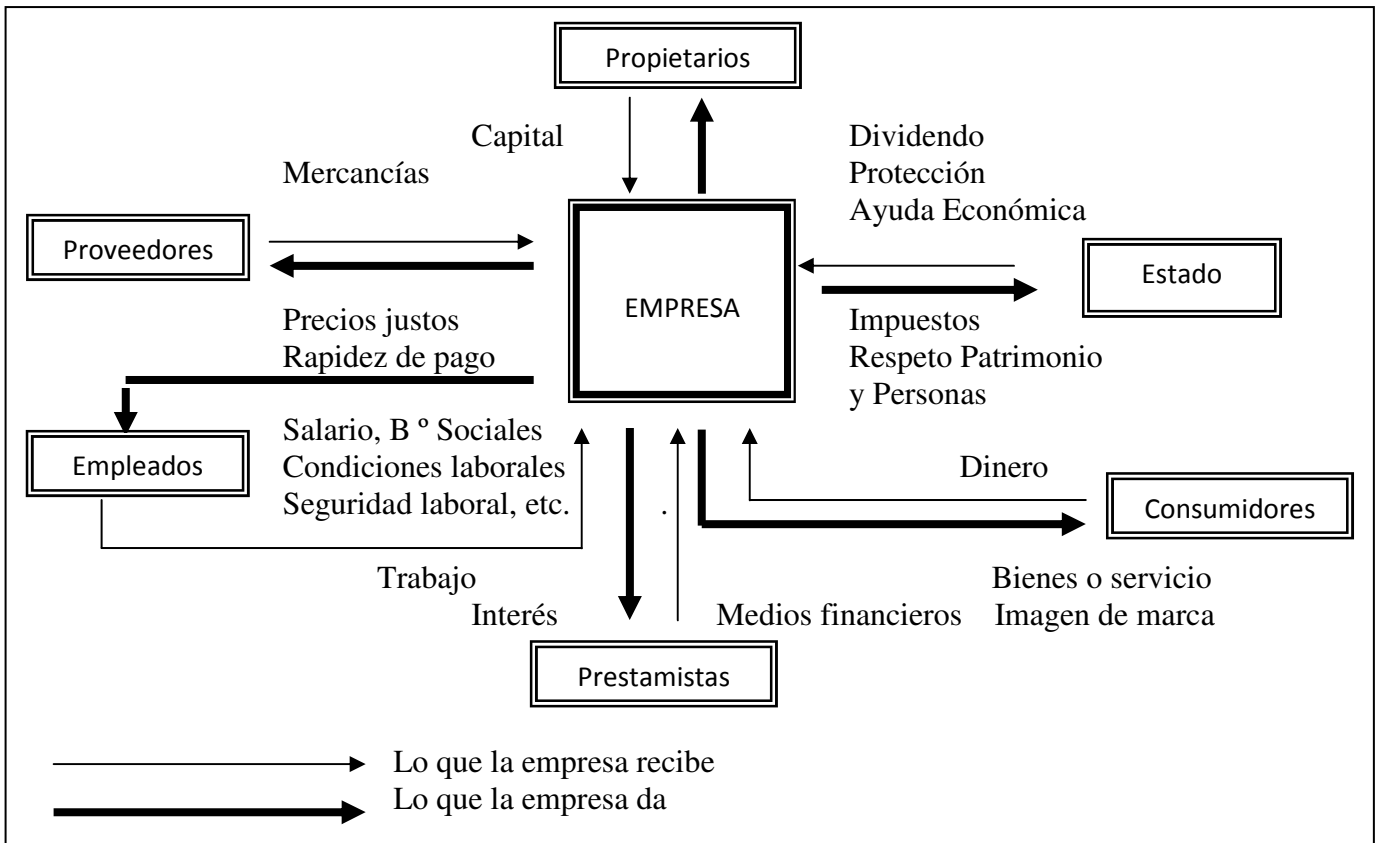 Propietarios
Capital
Dividendo
Mercancías
Protección
Ayuda Económica
Proveedores
EMPRESA
Estado
Precios justos
Rapidez de pago
Impuestos
Respeto Patrimonio
y Personas
Empleados
Salario, B º Sociales
Condiciones laborales
Seguridad laboral, etc.
.
Dinero
Consumidores
Trabajo
Bienes o servicio
Interés
Medios financieros
Imagen de marca
Prestamistas
Lo que la empresa recibe
Lo que la empresa da